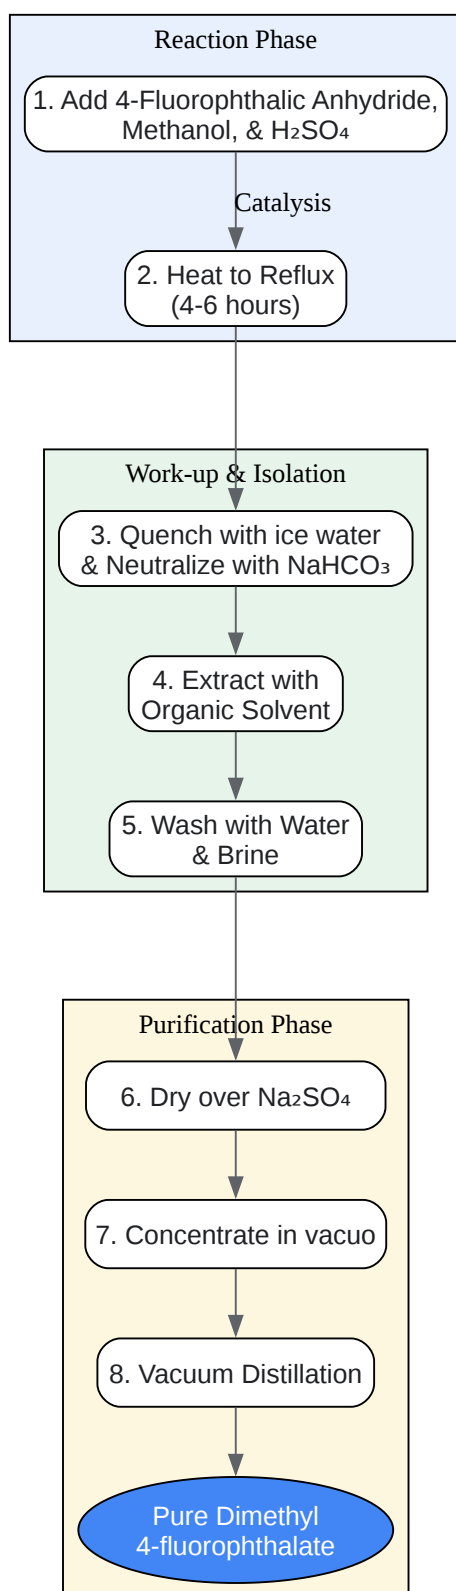 Reaction Phase
1. Add 4-Fluorophthalic Anhydride,
Methanol, & H₂SO₄
Catalysis
2. Heat to Reflux
(4-6 hours)
Work-up & Isolation
3. Quench with ice water
& Neutralize with NaHCO₃
4. Extract with
Organic Solvent
5. Wash with Water
& Brine
Purification Phase
6. Dry over Na₂SO₄
7. Concentrate in vacuo
8. Vacuum Distillation
Pure Dimethyl
4-fluorophthalate